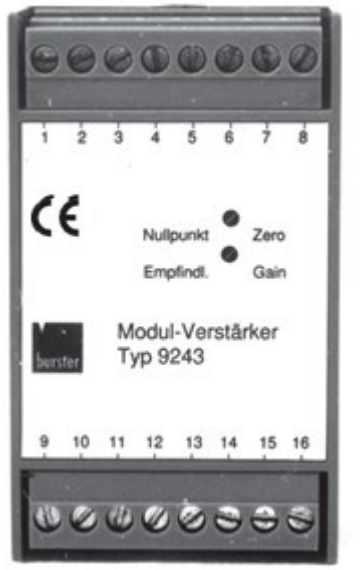 1 2 3 4 5 6 7 8
CE
Nullpunkt Zero
Empfindl. Gain
burster
Modul-Verstärker
Typ 9243
9 10 11 12 13 14 15 16